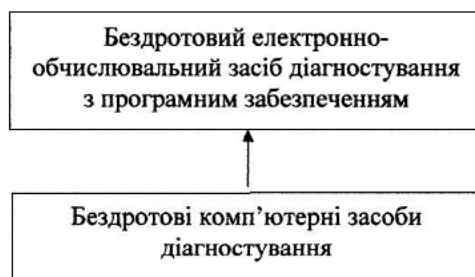 Бездротовий електронно-
обчислювальний засіб діагностування
з програмним забезпеченням
Бездротові комп’ютерні засоби
діагностування